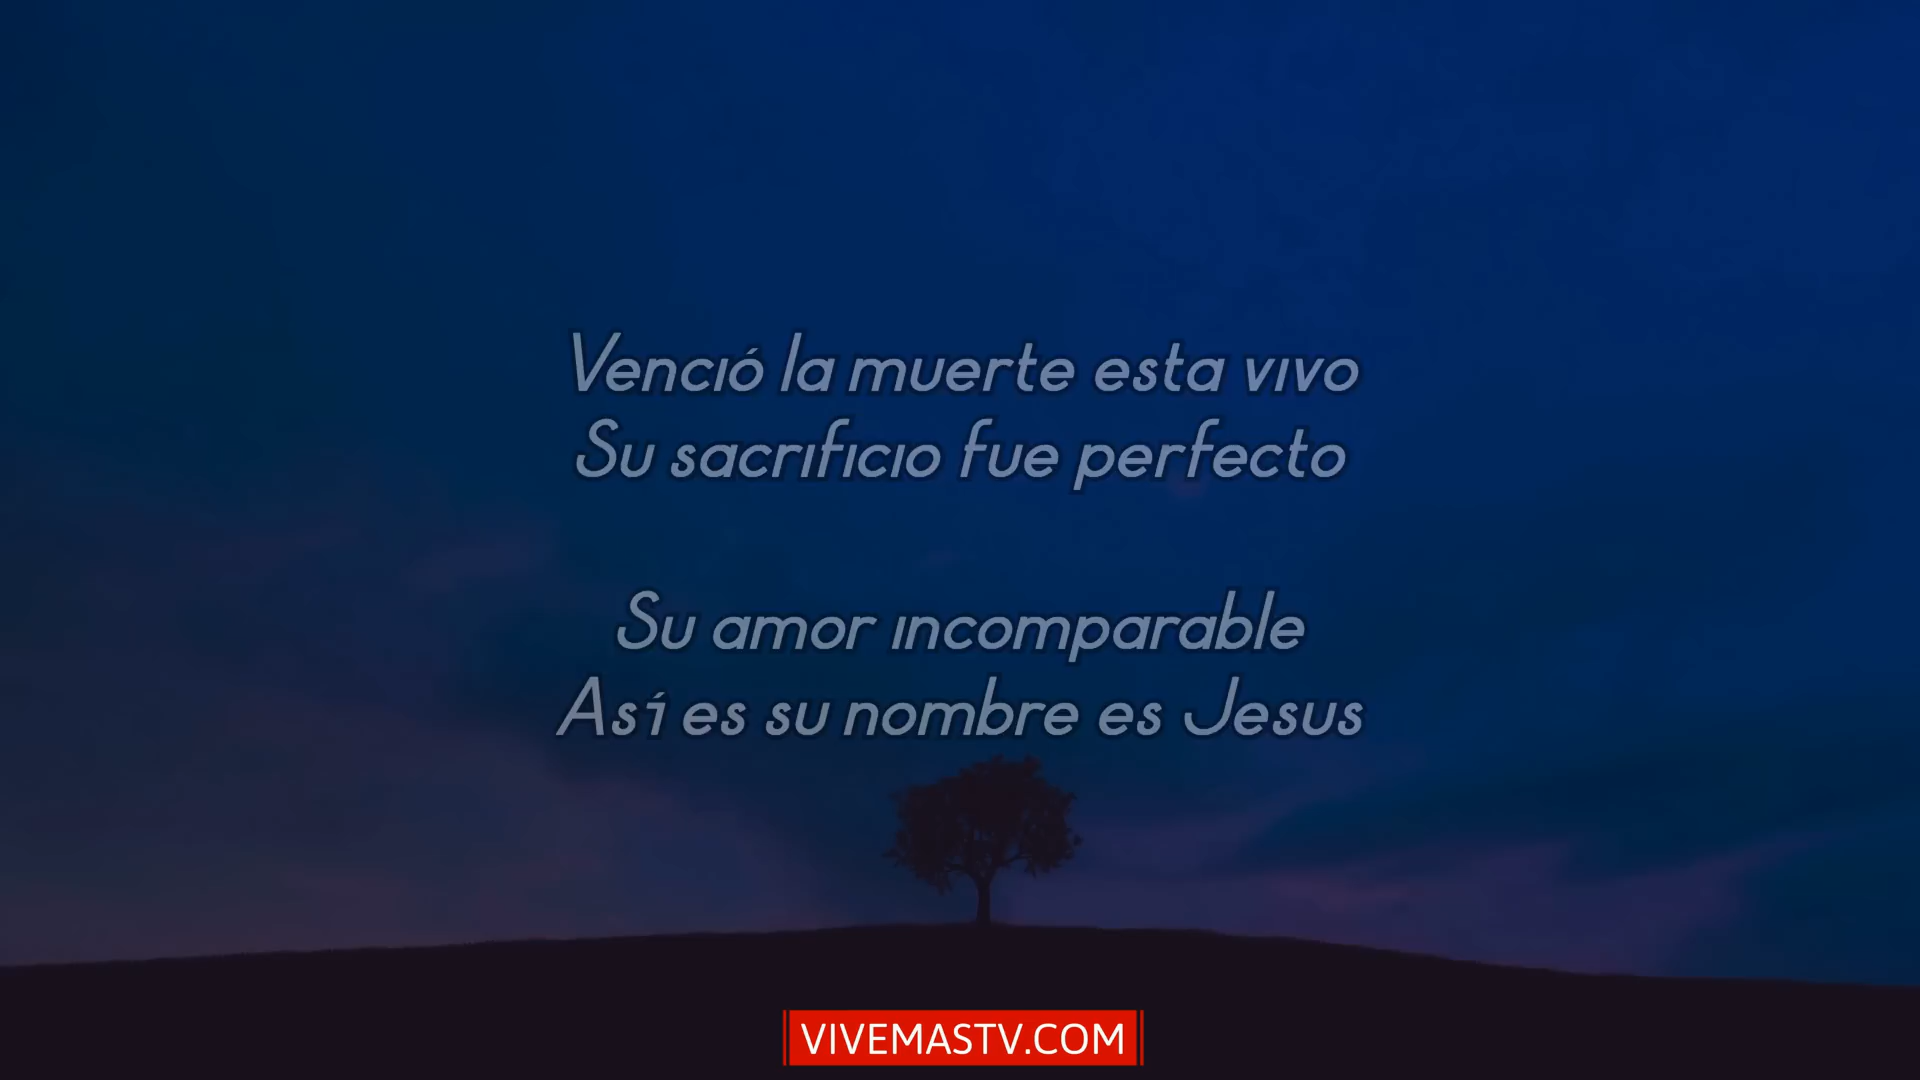 Venció la muerte esta vivo
Su sacrificio fue perfecto
Su amor incomparable
Así es su nombre es Jesus
VIVEMASTV.COM